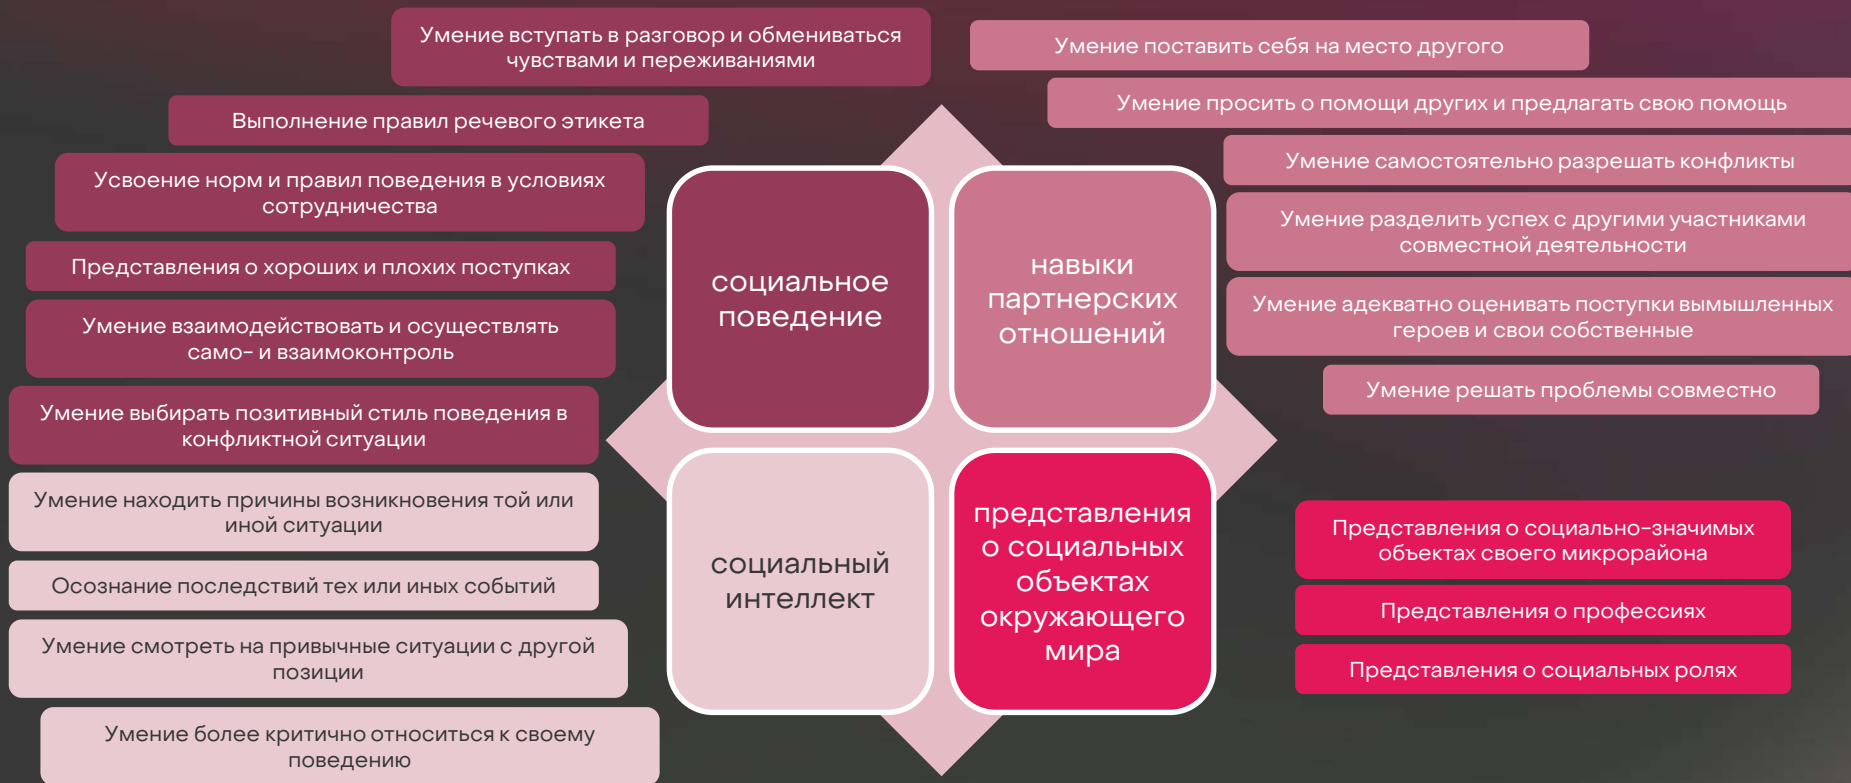 Умение вступать в разговор и обмениваться
чувствами и переживаниями
Выполнение правил речевого этикета
Усвоение норм и правил поведения в условиях
сотрудничества
Представления о хороших и плохих поступках
Умение взаимодействовать и осуществлять
само- и взаимоконтроль
Умение выбирать позитивный стиль поведения в
конфликтной ситуации
Умение находить причины возникновения той или
иной ситуации
Осознание последствий тех или иных событий
Умение смотреть на привычные ситуации с другой
позиции
Умение более критично относиться к своему
поведению
социальное
поведение
навыки
партнерских
отношений
социальный
интеллект
представления
о социальных
объектах
окружающего
мира
Умение поставить себя на место другого
Умение просить о помощи других и предлагать свою помощь
Умение самостоятельно разрешать конфликты
Умение разделить успех с другими участниками
совместной деятельности
Умение адекватно оценивать поступки вымышленных
героев и свои собственные
Умение решать проблемы совместно
Представления о социально-значимых
объектах своего микрорайона
Представления о профессиях
Представления о социальных ролях